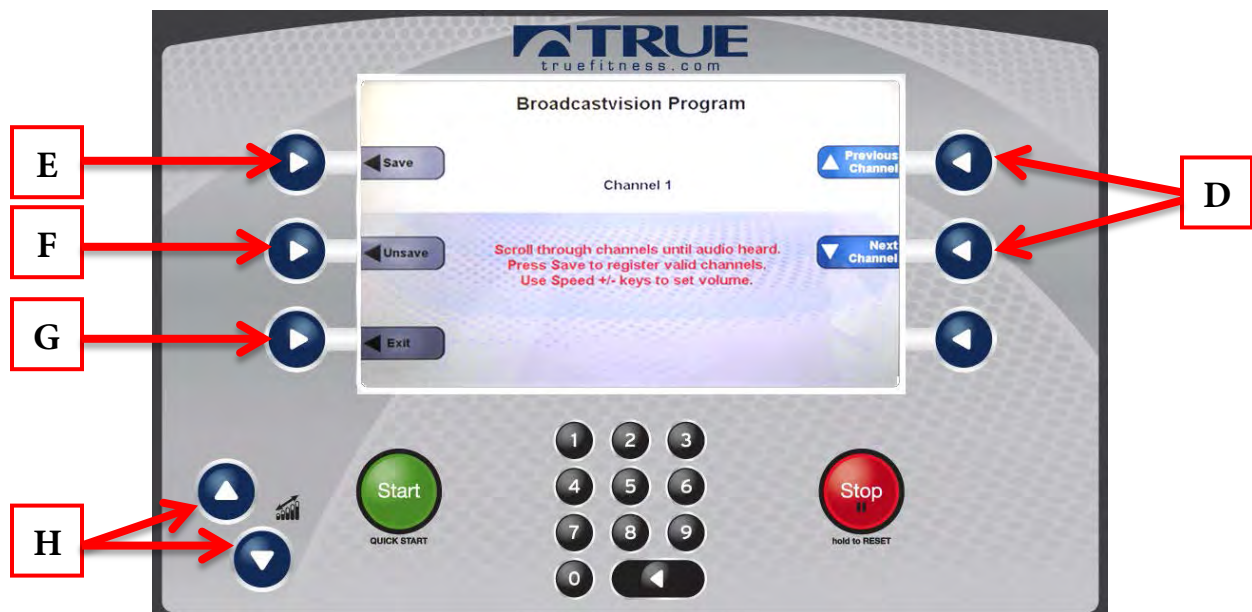 TRUE
truefitness.com
Broadcastvision Program
E
Save
Previous
Channel
D
Channel 1
F
Unsave
Scroll through channels until audio heard.
Press Save to register valid channels.
Use Speed +/- keys to set volume.
Next
Channel
G
Exit
1 2 3
Start
4 5 6
Stop
QUICK START
7 8 9
hold to RESET
H
0